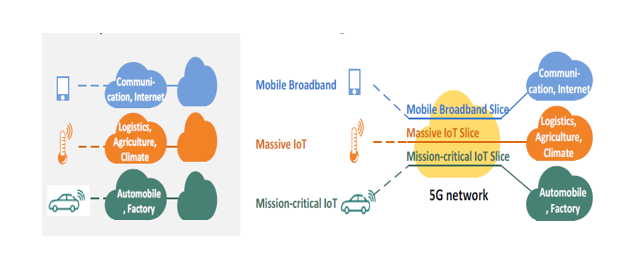 Communi-
cation, Internet
Logistics,
Agriculture,
Climate
Automobile
, Factory
Mobile Broadband
Massive IoT
Mission-critical IoT
Mobile Broadband Slice
Massive IoT Slice
Mission-critical IoT Slice
5G network
Communi-
cation, Internet
Logistics,
Agriculture,
Climate
Automobile
, Factory